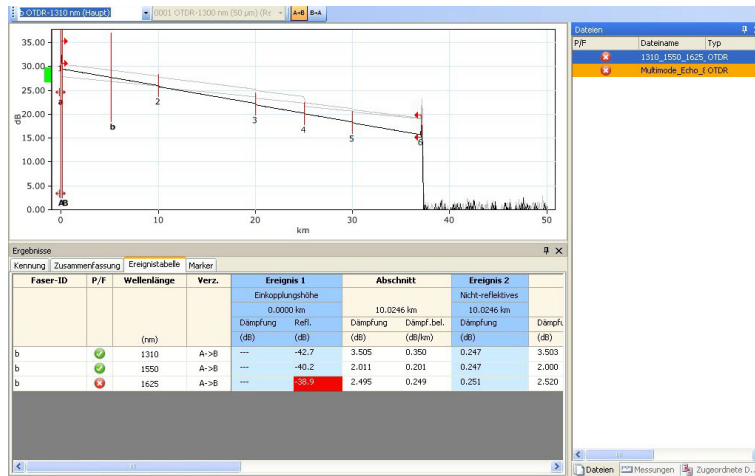 OTDR-1310 nm (Haupt)
0001 OTDR-1300 nm (50 µm) (Re
A→B
B→A
Dateien
P/F
Dateiname
Typ
1310_1550_1625_
OTDR
Multimode_Echo_
OTDR
35.00
30.00
25.00
20.00
15.00
10.00
5.00
0.00
dB
1
2
3
4
5
6
a
b
AB
0
10
20
30
40
50
km
Ergebnisse
Kennung
Zusammenfassung
Ereignistabelle
Marker
Faser-ID
P/F
Wellenlänge
Verz.
Ereignis 1
Abschnitt
Ereignis 2
Einkopplungshöhe
Nicht-reflektives
0.0000 km
10.0246 km
10.0246 km
Dämpfung
Refl.
Dämpfung
Dämpf.bel.
Dämpfung
Dämpfu
(nm)
(dB)
(dB)
(dB)
(dB/km)
(dB)
(dB)
b
1310
A->B
---
-42.7
3.505
0.350
0.247
3.503
b
1550
A->B
---
-40.2
2.011
0.201
0.247
2.000
b
1625
A->B
---
-38.9
2.495
0.249
0.251
2.520
Dateien
Messungen
Zugeordnete D..